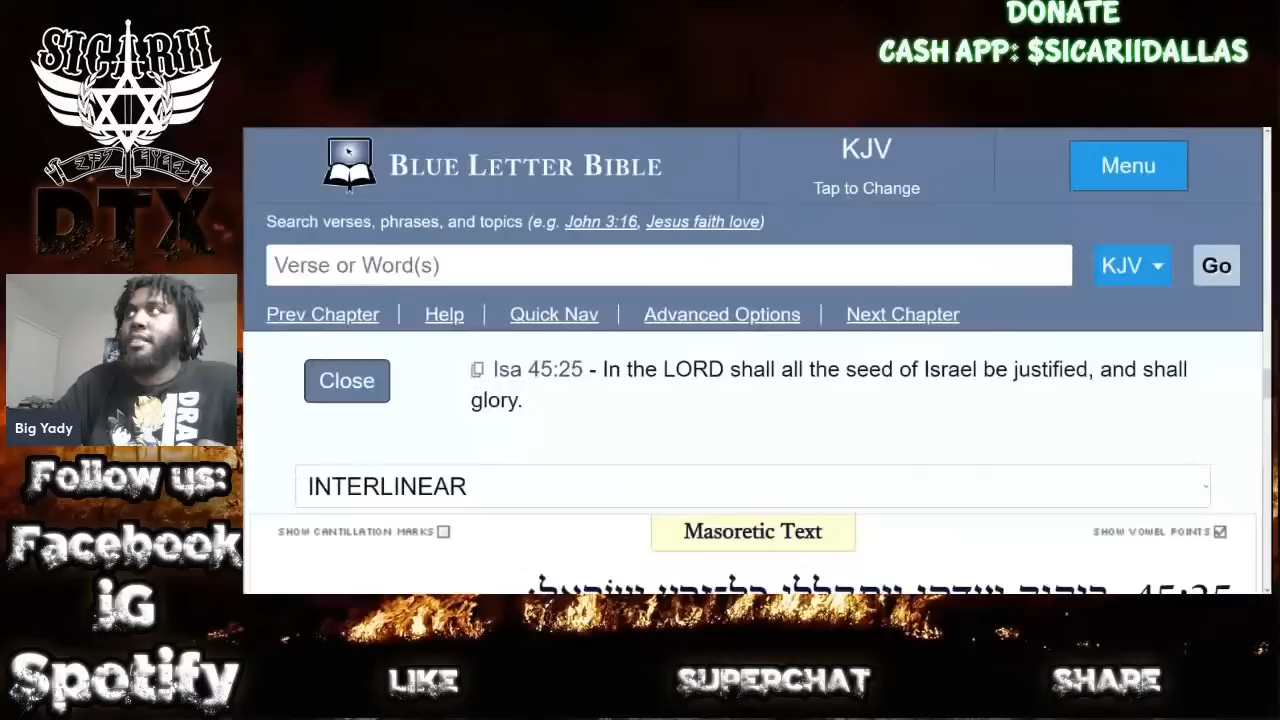 SICARII
DTX
DONATE
CASH APP: $SICARIIDALLAS
BLUE LETTER BIBLE
KJV
Tap to Change
Menu
Search verses, phrases, and topics (e.g. John 3:16, Jesus faith love)
Verse or Word(s)
KJV
Go
Prev Chapter
Help
Quick Nav
Advanced Options
Next Chapter
Close
Isa 45:25 - In the LORD shall all the seed of Israel be justified, and shall
glory.
INTERLINEAR
SHOW CANTILLATION MARKS
Masoretic Text
SHOW VOWEL POINTS
45:25
Big Yady
DRAG
Follow us:
Facebook
iG
Spotify
LIKE
SUPERCHAT
SHARE